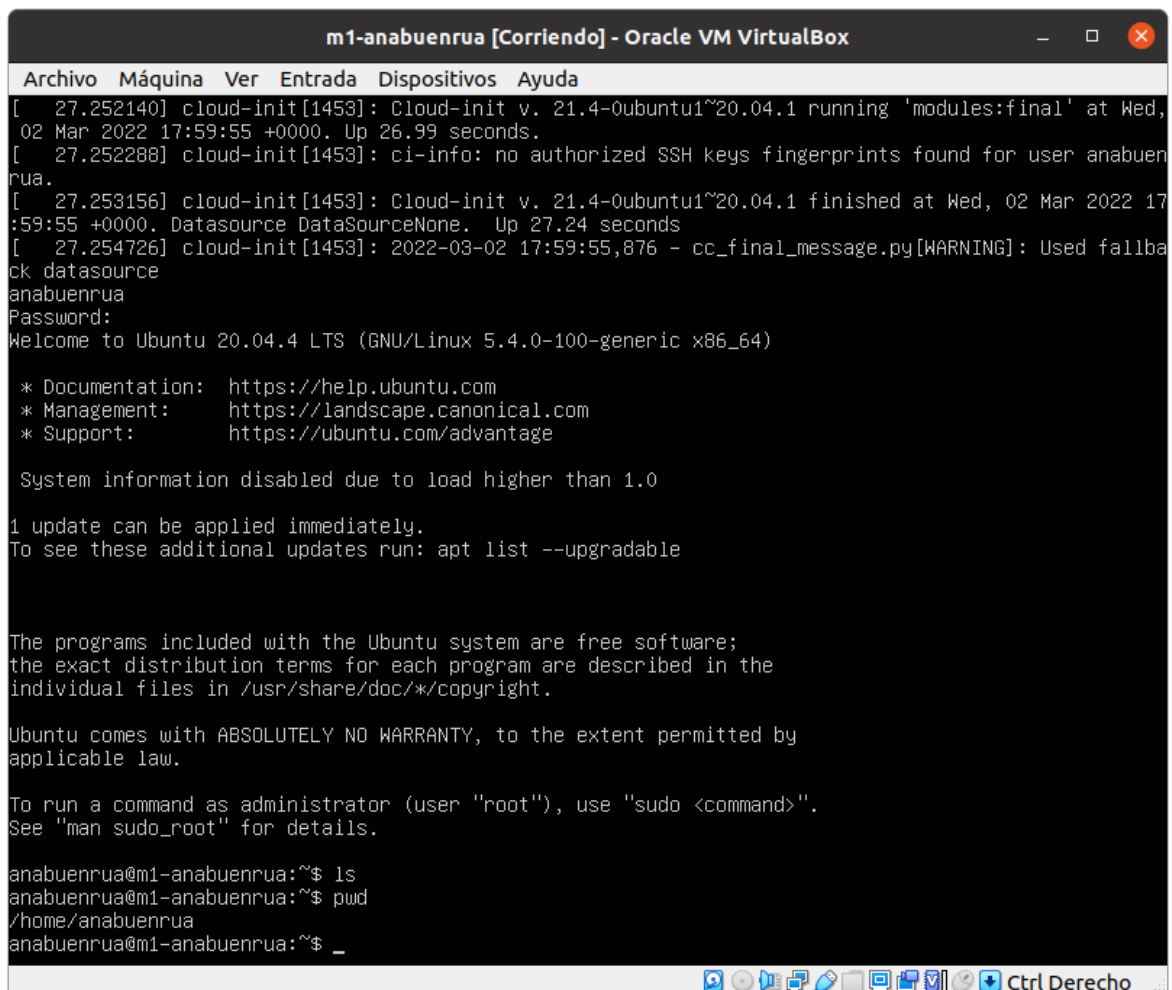 m1-anabuenrua [Corriendo] - Oracle VM VirtualBox
Archivo Máquina Ver Entrada Dispositivos Ayuda
[   27.252140] cloud-init[1453]: Cloud-init v. 21.4-0ubuntu1~20.04.1 running 'modules:final' at Wed,
 02 Mar 2022 17:59:55 +0000. Up 26.99 seconds.
[   27.252288] cloud-init[1453]: ci-info: no authorized SSH keys fingerprints found for user anabuen
rua.
[   27.253156] cloud-init[1453]: Cloud-init v. 21.4-0ubuntu1~20.04.1 finished at Wed, 02 Mar 2022 17
:59:55 +0000. Datasource DataSourceNone.  Up 27.24 seconds
[   27.254726] cloud-init[1453]: 2022-03-02 17:59:55,876 - cc_final_message.py[WARNING]: Used fallba
ck datasource
anabuenrua
Password:
Welcome to Ubuntu 20.04.4 LTS (GNU/Linux 5.4.0-100-generic x86_64)
 * Documentation:  https://help.ubuntu.com
 * Management:     https://landscape.canonical.com
 * Support:        https://ubuntu.com/advantage
 System information disabled due to load higher than 1.0
1 update can be applied immediately.
To see these additional updates run: apt list --upgradable
The programs included with the Ubuntu system are free software;
the exact distribution terms for each program are described in the
individual files in /usr/share/doc/*/copyright.
Ubuntu comes with ABSOLUTELY NO WARRANTY, to the extent permitted by
applicable law.
To run a command as administrator (user "root"), use "sudo <command>".
See "man sudo_root" for details.
anabuenrua@m1-anabuenrua:~$ ls
anabuenrua@m1-anabuenrua:~$ pwd
/home/anabuenrua
anabuenrua@m1-anabuenrua:~$ _
Ctrl Derecho